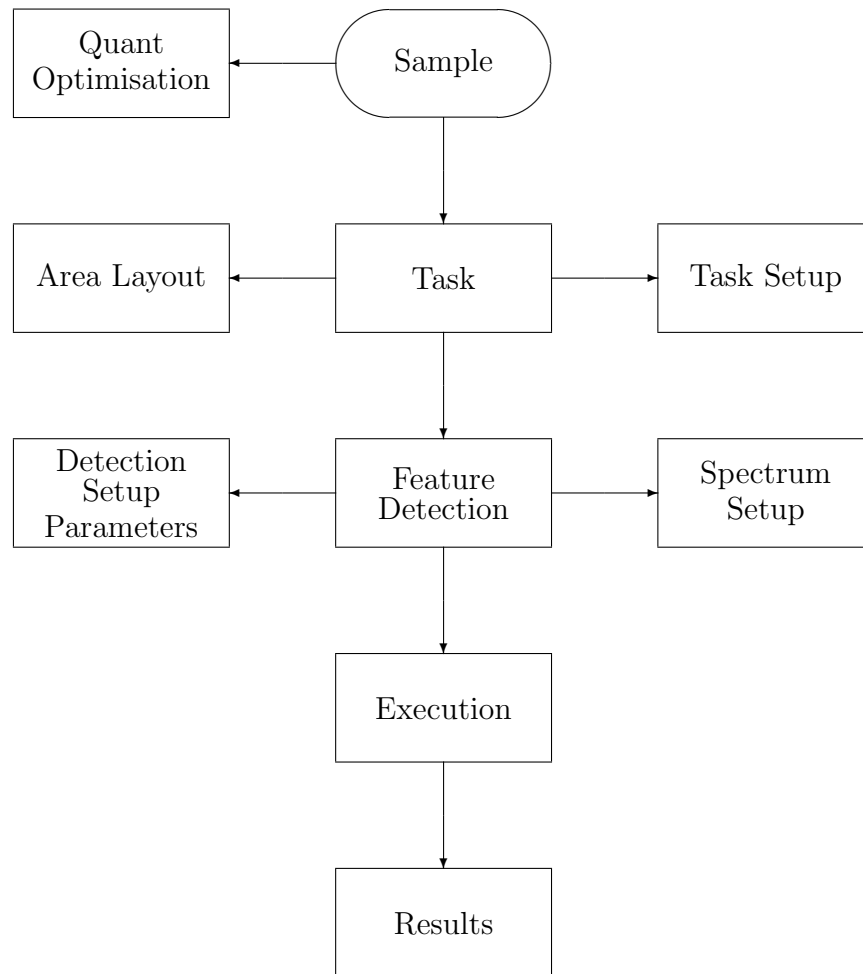 Quant
Optimisation
Sample
Area Layout
Task
Task Setup
Detection
Setup
Parameters
Feature
Detection
Spectrum
Setup
Execution
Results